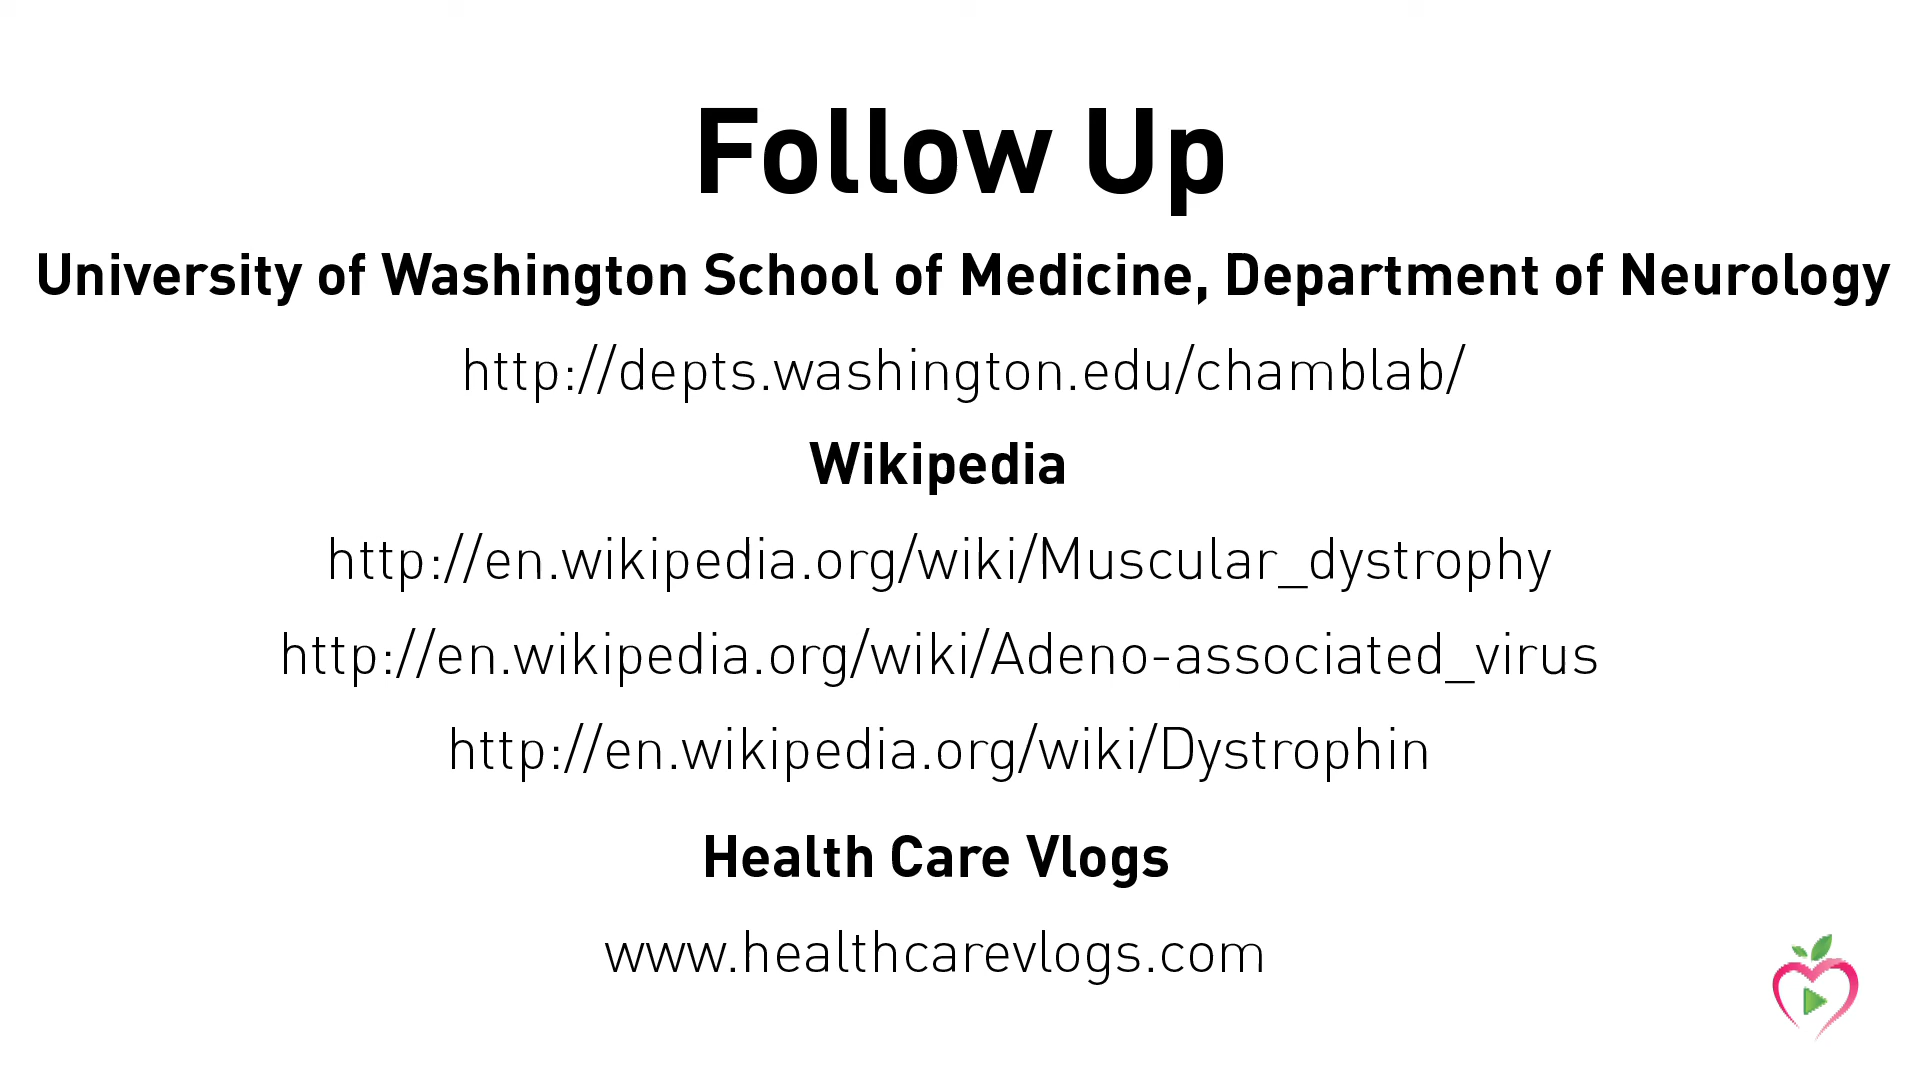 Follow Up
University of Washington School of Medicine, Department of Neurology
http://depts.washington.edu/chamblab/
Wikipedia
http://en.wikipedia.org/wiki/Muscular_dystrophy
http://en.wikipedia.org/wiki/Adeno-associated_virus
http://en.wikipedia.org/wiki/Dystrophin
Health Care Vlogs
www.healthcarevlogs.com